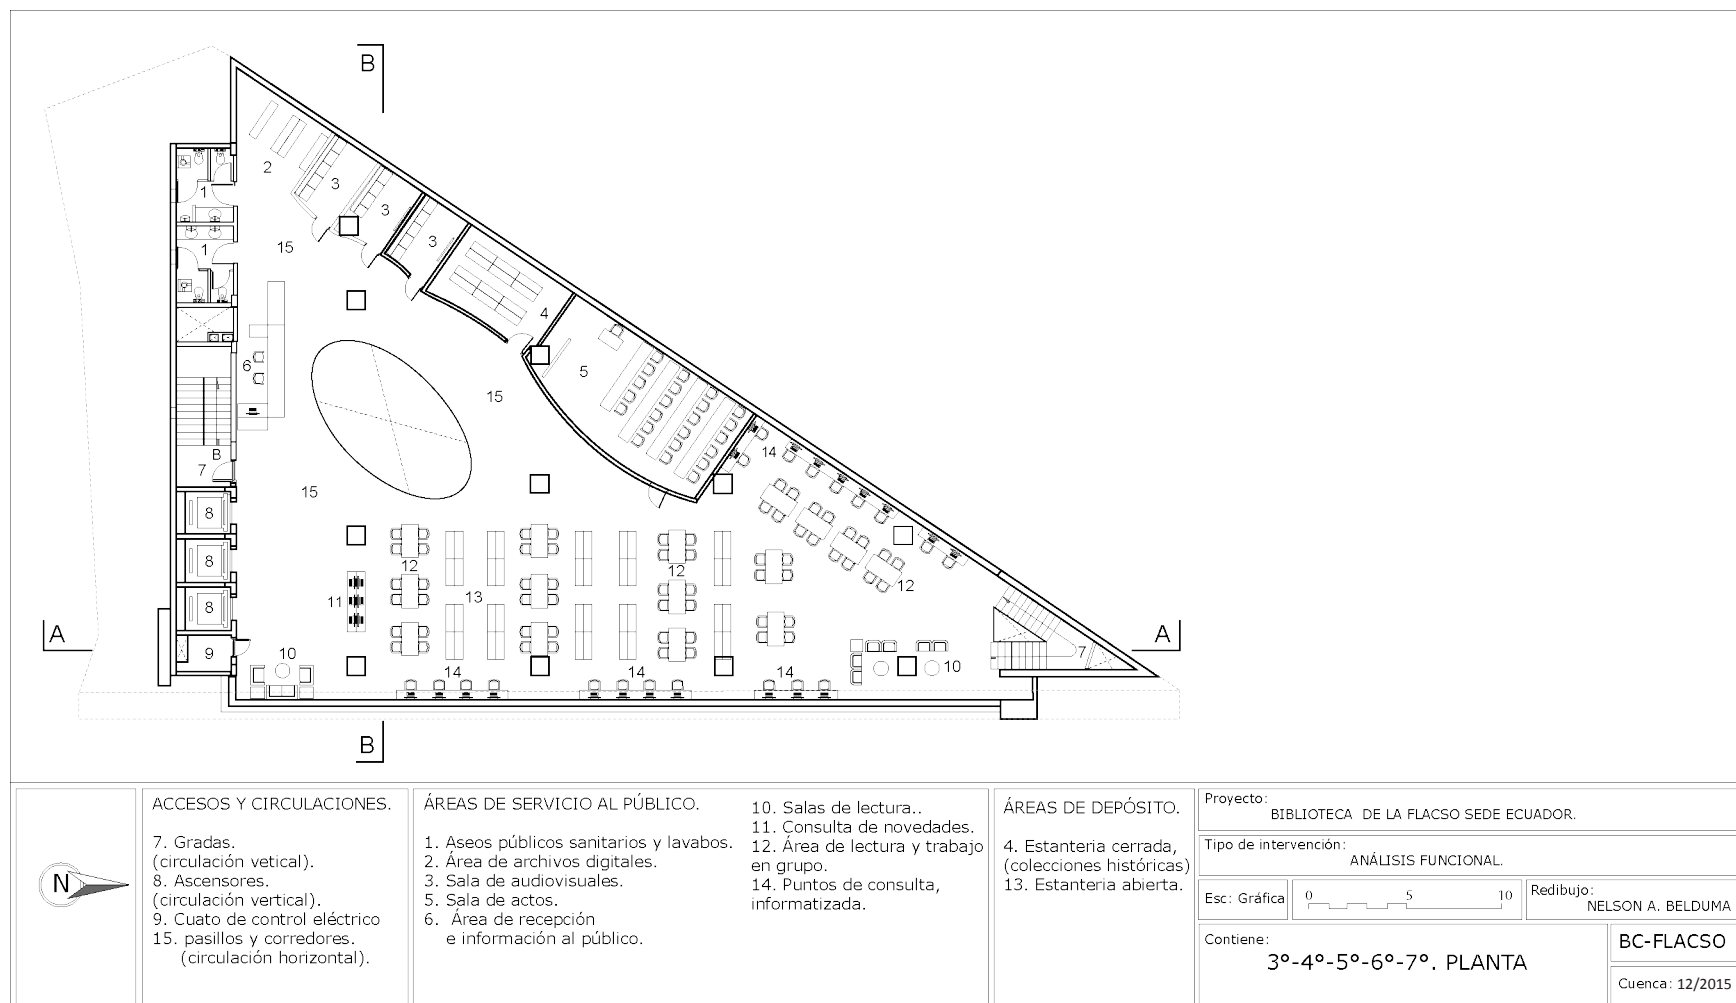 B
2
3
1
3
15
3
1
4
6
5
15
14
B
7
15
8
8
12
12
12
13
11
8
A
A
9
10
14
14
14
10
7
B
N
ACCESOS Y CIRCULACIONES.
7. Gradas.
(circulación vetical).
8. Ascensores.
(circulación vertical).
9. Cuato de control eléctrico
15. pasillos y corredores.
(circulación horizontal).
ÁREAS DE SERVICIO AL PÚBLICO.
1. Aseos públicos sanitarios y lavabos.
2. Área de archivos digitales.
3. Sala de audiovisuales.
5. Sala de actos.
6. Área de recepción
e información al público.
10. Salas de lectura..
11. Consulta de novedades.
12. Área de lectura y trabajo
en grupo.
14. Puntos de consulta,
informatizada.
ÁREAS DE DEPÓSITO.
4. Estanteria cerrada,
(colecciones históricas)
13. Estanteria abierta.
Proyecto:
BIBLIOTECA DE LA FLACSO SEDE ECUADOR.
Tipo de intervención:
ANÁLISIS FUNCIONAL.
Esc: Gráfica
0 5 10
Redibujo:
NELSON A. BELDUMA
Contiene:
3°-4°-5°-6°-7°. PLANTA
BC-FLACSO
Cuenca: 12/2015